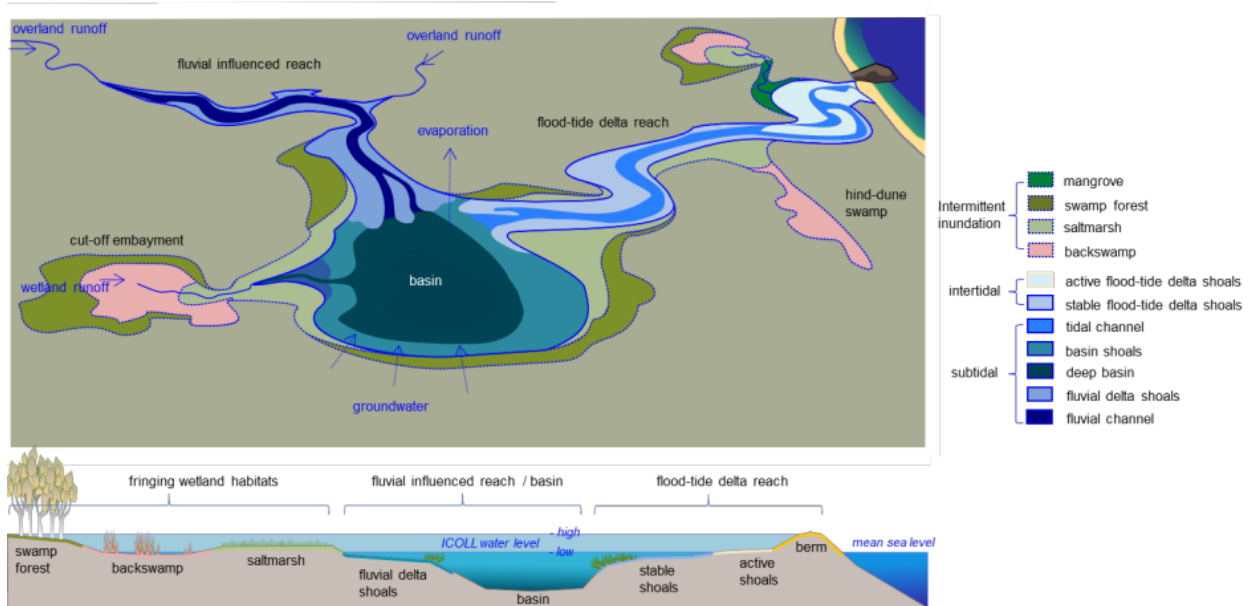 overland runoff
overland runoff
fluvial influenced reach
evaporation
flood-tide delta reach
hind-dune
swamp
cut-off embayment
wetland runoff
basin
groundwater
Intermittent
inundation
mangrove
swamp forest
saltmarsh
backswamp
intertidal
active flood-tide delta shoals
stable flood-tide delta shoals
subtidal
tidal channel
basin shoals
deep basin
fluvial delta shoals
fluvial channel
fringing wetland habitats
fluvial influenced reach / basin
flood-tide delta reach
- high
ICOLL water level
- low
mean sea level
swamp
forest
backswamp
saltmarsh
fluvial delta
shoals
basin
stable
shoals
active
shoals
berm